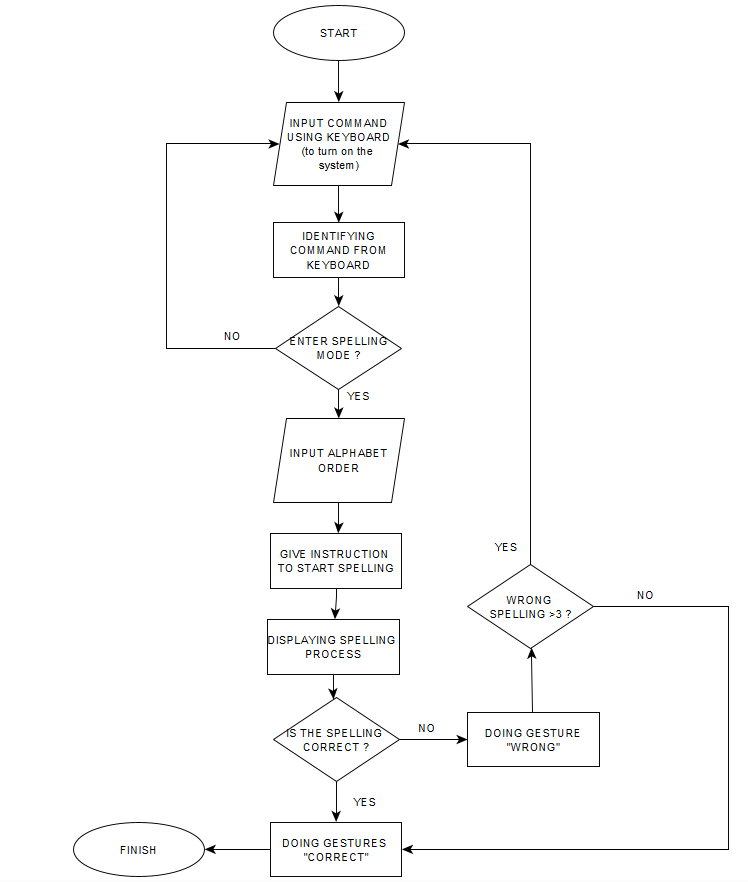 START
INPUT COMMAND
USING KEYBOARD
(to turn on the
system)
IDENTIFYING
COMMAND FROM
KEYBOARD
NO
ENTER SPELLING
MODE ?
YES
INPUT ALPHABET
ORDER
GIVE INSTRUCTION
TO START SPELLING
DISPLAYING SPELLING
PROCESS
IS THE SPELLING
CORRECT ?
NO
DOING GESTURE
"WRONG"
YES
WRONG
SPELLING >3 ?
NO
YES
DOING GESTURES
"CORRECT"
FINISH